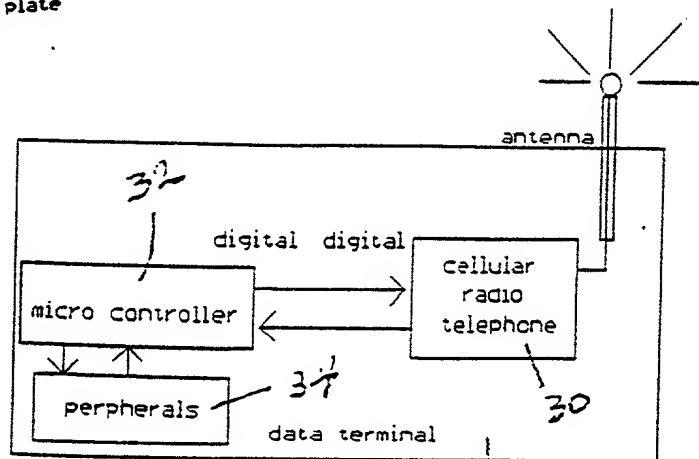 plate
antenna
32
digital digital
cellular
radio
telephone
micro controller
34
perpherals
30
data terminal